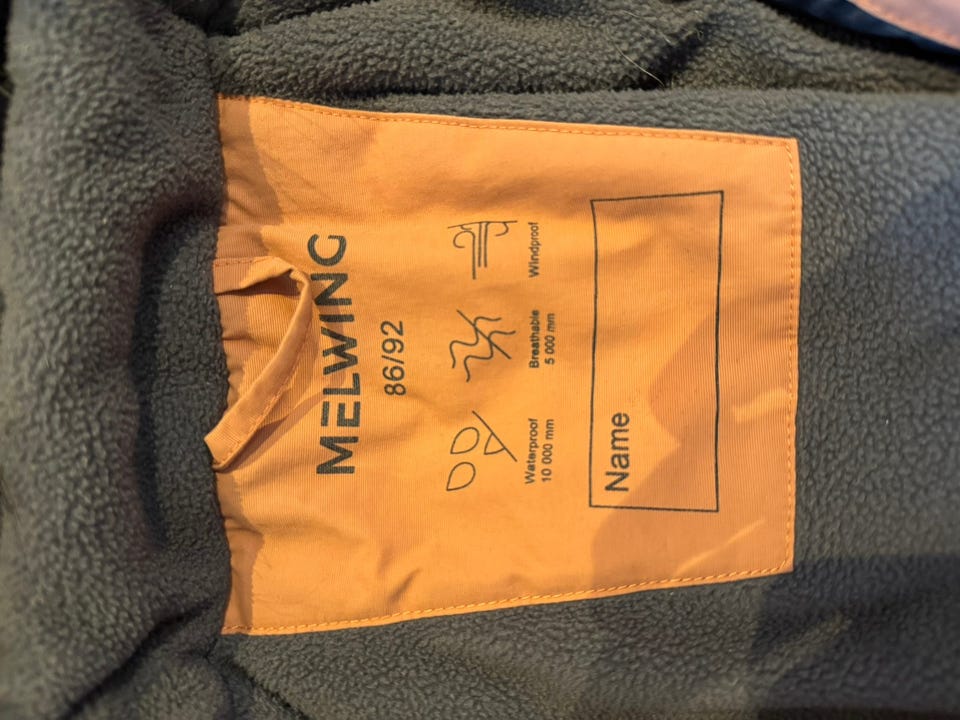 MELWING
86/92
Waterproof
10 000 mm
Breathable
5 000 mm
Windproof
Name